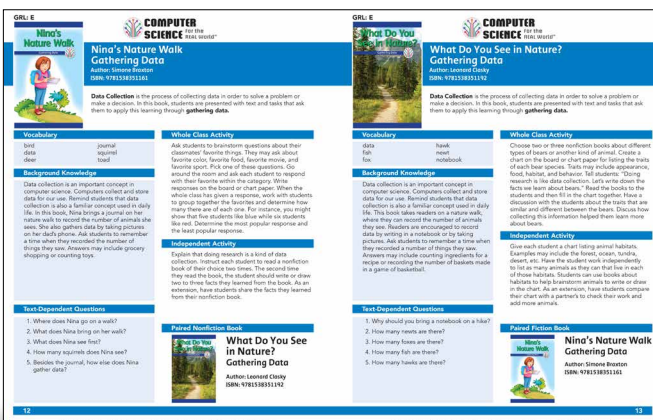 GRL: E
Nina's
Nature Walk
COMPUTER
SCIENCE For the
REAL World™
Nina's Nature Walk
Gathering Data
Author: Simone Braxton
ISBN: 9781538351161
Data Collection is the process of collecting data in order to solve a problem or
make a decision. In this book, students are presented with text and tasks that ask
them to apply this learning through gathering data.
Vocabulary
bird journal
data squirrel
deer toad
Background Knowledge
Data collection is an important concept in
computer science. Computers collect and store
data for our use. Remind students that data
collection is also a familiar concept used in daily
life. In this book, Nina brings a journal on her
nature walk to record the number of animals she
sees. She also gathers data by taking pictures
on her dad's phone. Ask students to remember
a time when they recorded the number of
things they saw. Answers may include grocery
shopping or counting toys.
Text-Dependent Questions
1. Where does Nina go on a walk?
2. What does Nina bring on her walk?
3. What does Nina see first?
4. How many squirrels does Nina see?
5. Besides the journal, how else does Nina
gather data?
Whole Class Activity
Ask students to brainstorm questions about their
classmates' favorite things. They may ask about
favorite color, favorite food, favorite movie, and
favorite sport. Pick one of these questions. Go
around the room and ask each student to respond
with their favorite within the category. Write
responses on the board or chart paper. When the
whole class has given a response, work with students
to group together the favorites and determine how
many there are of each one. For instance, you might
show that five students like blue while six students
like red. Determine the most popular response and
the least popular response.
Independent Activity
Explain that doing research is a kind of data
collection. Instruct each student to read a nonfiction
book of their choice two times. The second time
they read the book, the student should write or draw
two to three facts they learned from the book. As an
extension, have students share the facts they learned
from their nonfiction book.
Paired Nonfiction Book
What Do You
See in Nature?
What Do You See
in Nature?
Gathering Data
Author: Leonard Clasky
ISBN: 9781538351192
12
GRL: E
What Do You
See in Nature?
COMPUTER
SCIENCE For the
REAL World™
What Do You See in Nature?
Gathering Data
Author: Leonard Clasky
ISBN: 9781538351192
Data Collection is the process of collecting data in order to solve a problem or
make a decision. In this book, students are presented with text and tasks that ask
them to apply this learning through gathering data.
Vocabulary
data hawk
fish newt
fox notebook
Background Knowledge
Data collection is an important concept in
computer science. Computers collect and store
data for our use. Remind students that data
collection is also a familiar concept used in daily
life. This book takes readers on a nature walk,
where they can record the number of animals
they see. Readers are encouraged to record
data by writing in a notebook or by taking
pictures. Ask students to remember a time when
they recorded a number of things they saw.
Answers may include counting ingredients for a
recipe or recording the number of baskets made
in a game of basketball.
Text-Dependent Questions
1. Why should you bring a notebook on a hike?
2. How many newts are there?
3. How many foxes are there?
4. How many fish are there?
5. How many hawks are there?
Whole Class Activity
Choose two or three nonfiction books about different
types of bears or another kind of animal. Create a
chart on the board or chart paper for listing the traits
of each bear species. Traits may include appearance,
food, habitat, or behavior. Tell students: "Doing
research is like data collection. Let's write down the
facts we learn about bears." Read the books to the
students and then fill in the chart together. Have a
discussion with the students about the traits that are
similar and different between the bears. Discuss how
collecting this information helped them learn more
about bears.
Independent Activity
Give each student a chart listing animal habitats.
Examples may include the forest, ocean, tundra,
desert, etc. Have the student work independently
to list as many animals as they can that live in each
of those habitats. Students can use books about
habitats to help brainstorm animals to write or draw
in the chart. As an extension, have students compare
their chart with a partner's to check their work and
add more animals.
Paired Fiction Book
Nina's
Nature Walk
Nina's Nature Walk
Gathering Data
Author: Simone Braxton
ISBN: 9781538351161
13